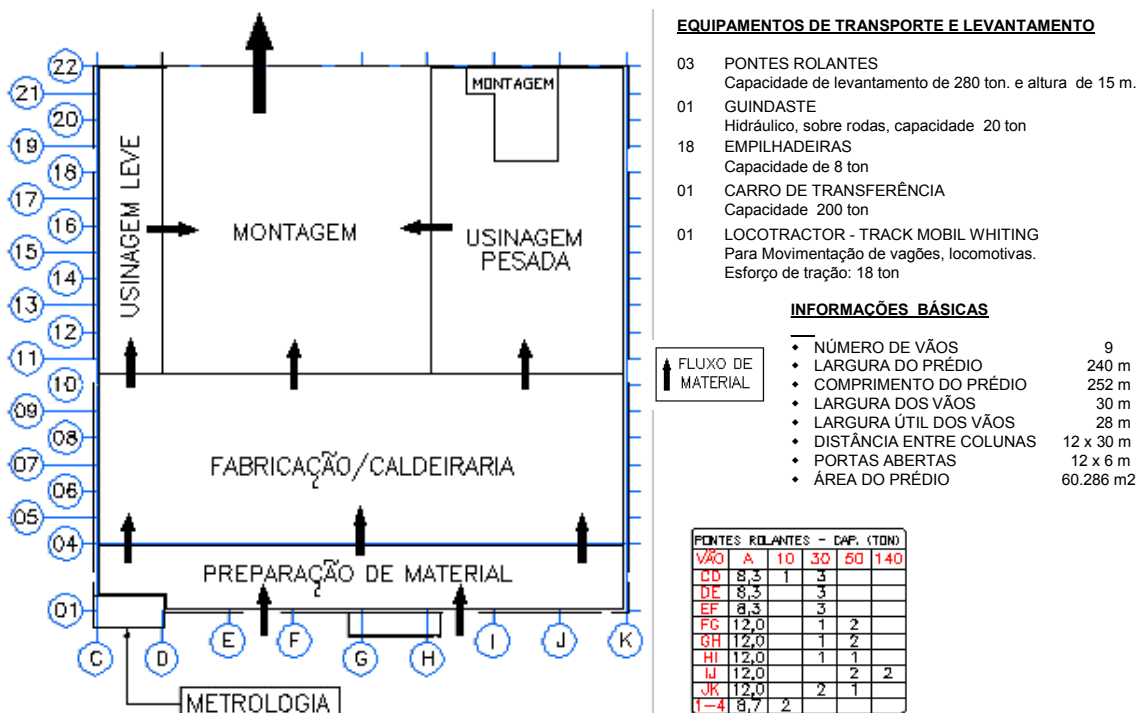 22
21
20
19
18
17
16
15
14
13
12
11
10
09
08
07
06
05
04
01
C
D
E
F
G
H
I
J
K
USINAGEM LEVE
MONTAGEM
MONTAGEM
USINAGEM
PESADA
FABRICAÇÃO/CALDEIRARIA
PREPARAÇÃO DE MATERIAL
METROLOGIA
EQUIPAMENTOS DE TRANSPORTE E LEVANTAMENTO
03 PONTES ROLANTES
Capacidade de levantamento de 280 ton. e altura de 15 m.
01 GUINDASTE
Hidráulico, sobre rodas, capacidade 20 ton
18 EMPILHADEIRAS
Capacidade de 8 ton
01 CARRO DE TRANSFERÊNCIA
Capacidade 200 ton
01 LOCOTRACTOR - TRACK MOBIL WHITING
Para Movimentação de vagões, locomotivas.
Esforço de tração: 18 ton
INFORMAÇÕES BÁSICAS
FLUXO DE
MATERIAL
NÚMERO DE VÃOS 9
LARGURA DO PRÉDIO 240 m
COMPRIMENTO DO PRÉDIO 252 m
LARGURA DOS VÃOS 30 m
LARGURA ÚTIL DOS VÃOS 28 m
DISTÂNCIA ENTRE COLUNAS 12 x 30 m
PORTAS ABERTAS 12 x 6 m
ÁREA DO PRÉDIO 60.286 m2
PONTES ROLANTES - CAP. (TON)
VÃO A 10 30 50 140
CD 8,3 1 3
DE 8,3 3
EF 8,3 3
FG 12,0 1 2
GH 12,0 1 2
HI 12,0 1 1
IJ 12,0 2 2
JK 12,0 2 1
1-4 8,7 2